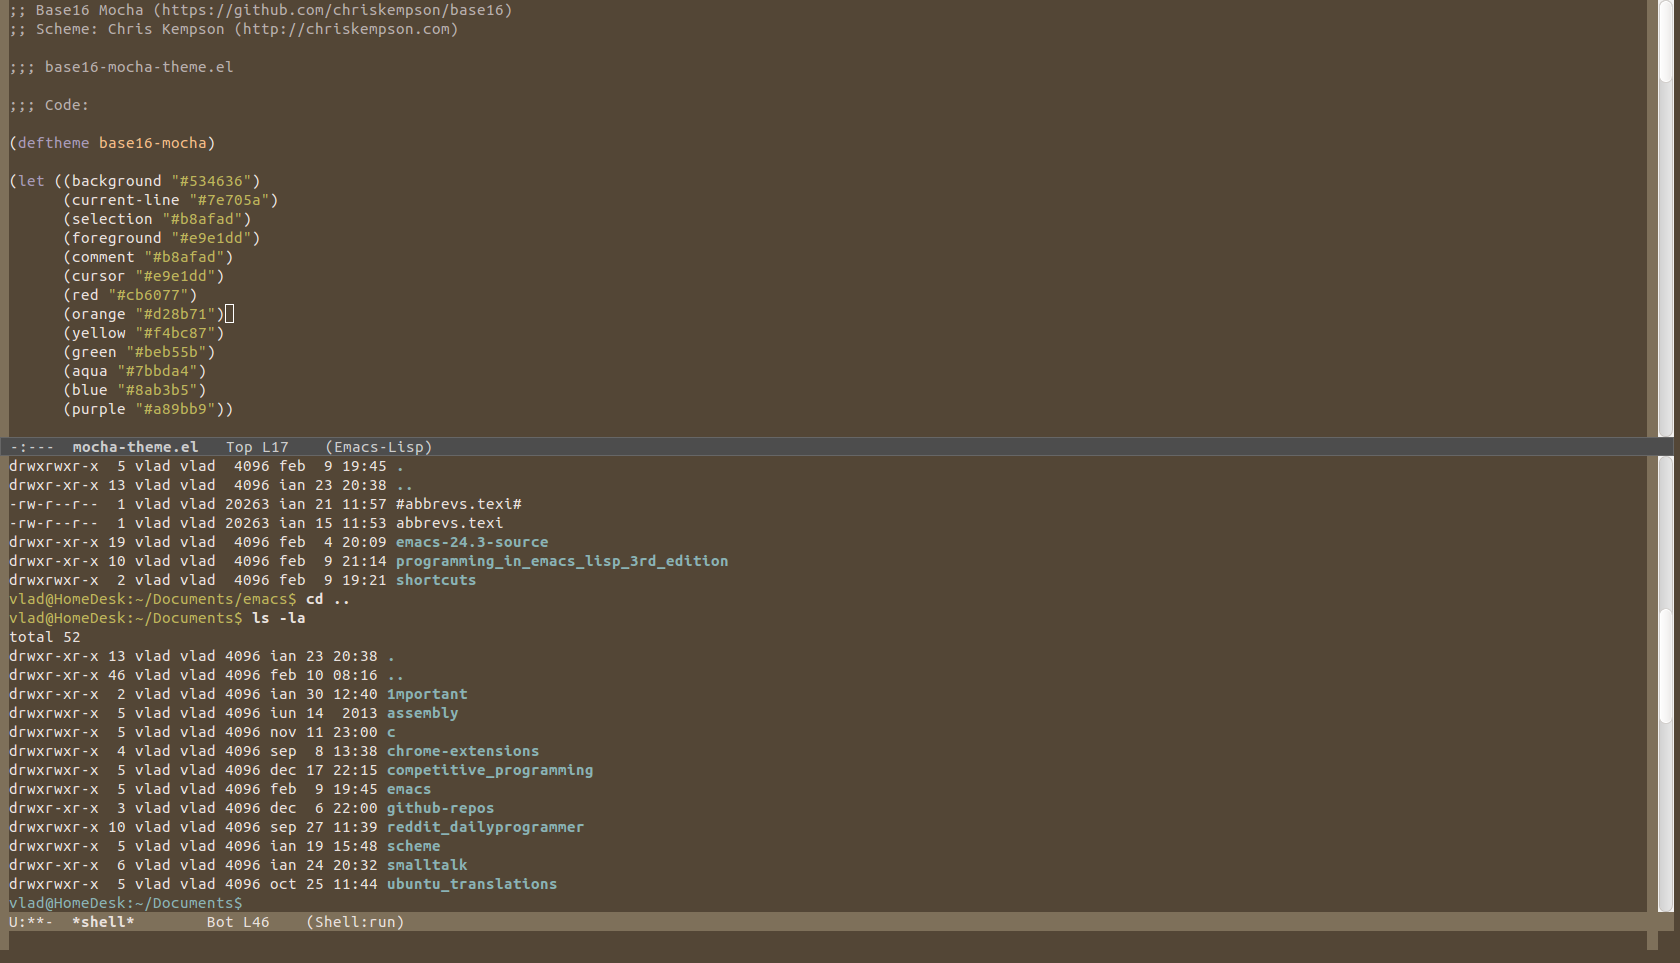 ;; Base16 Mocha (https://github.com/chriskempson/base16)
;; Scheme: Chris Kempson (http://chriskempson.com)
;;; base16-mocha-theme.el
;;; Code:
(deftheme base16-mocha)
(let ((background "#534636")
      (current-line "#7e705a")
      (selection "#b8afad")
      (foreground "#e9e1dd")
      (comment "#b8afad")
      (cursor "#e9e1dd")
      (red "#cb6077")
      (orange "#d28b71")
      (yellow "#f4bc87")
      (green "#beb55b")
      (aqua "#7bbda4")
      (blue "#8ab3b5")
      (purple "#a89bb9"))
-:---  mocha-theme.el   Top L17    (Emacs-Lisp)
drwxrwxr-x  5 vlad vlad  4096 feb  9 19:45 .
drwxr-xr-x 13 vlad vlad  4096 ian 23 20:38 ..
-rw-r--r--  1 vlad vlad 20263 ian 21 11:57 #abbrevs.texi#
-rw-r--r--  1 vlad vlad 20263 ian 15 11:53 abbrevs.texi
drwxr-xr-x 19 vlad vlad  4096 feb  4 20:09 emacs-24.3-source
drwxr-xr-x 10 vlad vlad  4096 feb  9 21:14 programming_in_emacs_lisp_3rd_edition
drwxrwxr-x  2 vlad vlad  4096 feb  9 19:21 shortcuts
vlad@HomeDesk:~/Documents/emacs$ cd ..
vlad@HomeDesk:~/Documents$ ls -la
total 52
drwxr-xr-x 13 vlad vlad 4096 ian 23 20:38 .
drwxr-xr-x 46 vlad vlad 4096 feb 10 08:16 ..
drwxr-xr-x  2 vlad vlad 4096 ian 30 12:40 1mportant
drwxrwxr-x  5 vlad vlad 4096 iun 14  2013 assembly
drwxrwxr-x  5 vlad vlad 4096 nov 11 23:00 c
drwxrwxr-x  4 vlad vlad 4096 sep  8 13:38 chrome-extensions
drwxrwxr-x  5 vlad vlad 4096 dec 17 22:15 competitive_programming
drwxrwxr-x  5 vlad vlad 4096 feb  9 19:45 emacs
drwxr-xr-x  3 vlad vlad 4096 dec  6 22:00 github-repos
drwxrwxr-x 10 vlad vlad 4096 sep 27 11:39 reddit_dailyprogrammer
drwxrwxr-x  5 vlad vlad 4096 ian 19 15:48 scheme
drwxr-xr-x  6 vlad vlad 4096 ian 24 20:32 smalltalk
drwxrwxr-x  5 vlad vlad 4096 oct 25 11:44 ubuntu_translations
vlad@HomeDesk:~/Documents$
U:**-  *shell*        Bot L46    (Shell:run)